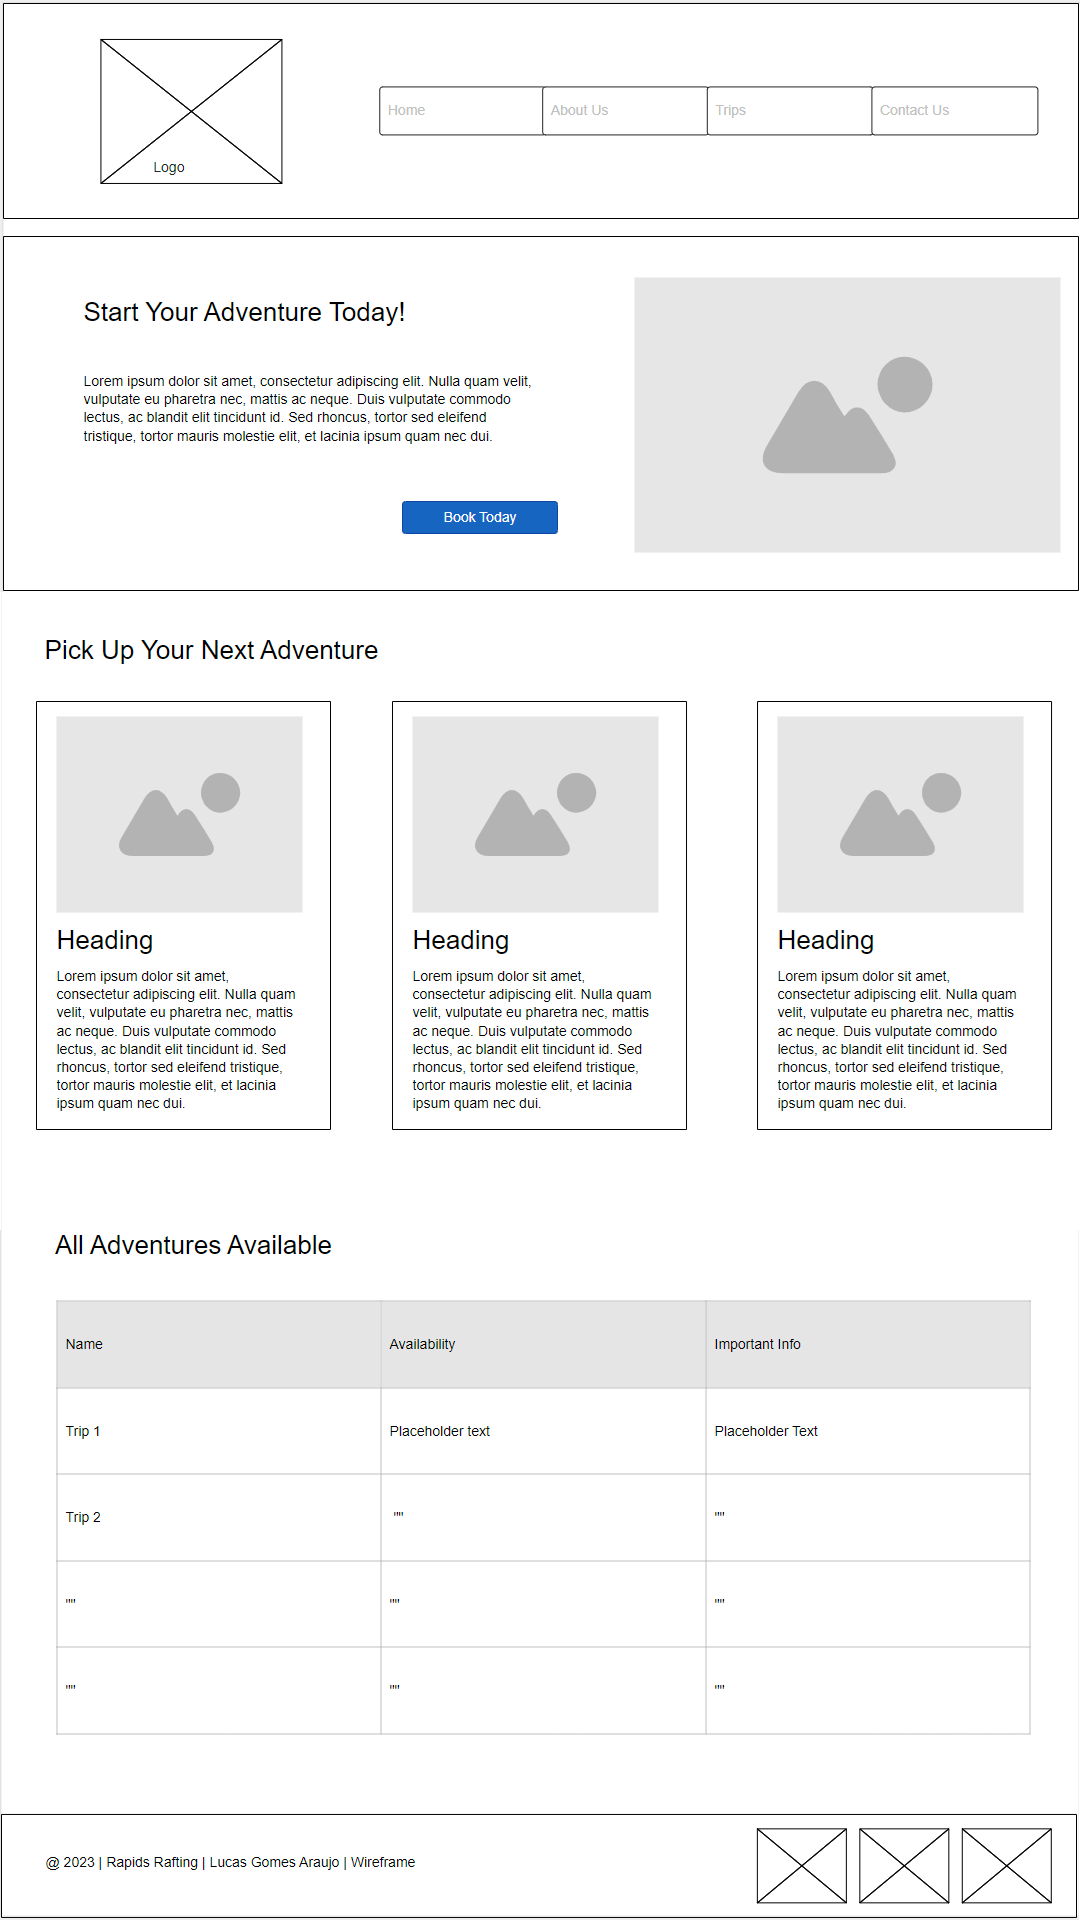 Logo
Home
About Us
Trips
Contact Us
Start Your Adventure Today!
Lorem ipsum dolor sit amet, consectetur adipiscing elit. Nulla quam velit,
vulputate eu pharetra nec, mattis ac neque. Duis vulputate commodo
lectus, ac blandit elit tincidunt id. Sed rhoncus, tortor sed eleifend
tristique, tortor mauris molestie elit, et lacinia ipsum quam nec dui.
Book Today
Pick Up Your Next Adventure
Heading
Lorem ipsum dolor sit amet,
consectetur adipiscing elit. Nulla quam
velit, vulputate eu pharetra nec, mattis
ac neque. Duis vulputate commodo
lectus, ac blandit elit tincidunt id. Sed
rhoncus, tortor sed eleifend tristique,
tortor mauris molestie elit, et lacinia
ipsum quam nec dui.
Heading
Lorem ipsum dolor sit amet,
consectetur adipiscing elit. Nulla quam
velit, vulputate eu pharetra nec, mattis
ac neque. Duis vulputate commodo
lectus, ac blandit elit tincidunt id. Sed
rhoncus, tortor sed eleifend tristique,
tortor mauris molestie elit, et lacinia
ipsum quam nec dui.
Heading
Lorem ipsum dolor sit amet,
consectetur adipiscing elit. Nulla quam
velit, vulputate eu pharetra nec, mattis
ac neque. Duis vulputate commodo
lectus, ac blandit elit tincidunt id. Sed
rhoncus, tortor sed eleifend tristique,
tortor mauris molestie elit, et lacinia
ipsum quam nec dui.
All Adventures Available
Name
Availability
Important Info
Trip 1
Placeholder text
Placeholder Text
Trip 2
""
""
""
""
""
""
""
""
@ 2023 | Rapids Rafting | Lucas Gomes Araujo | Wireframe